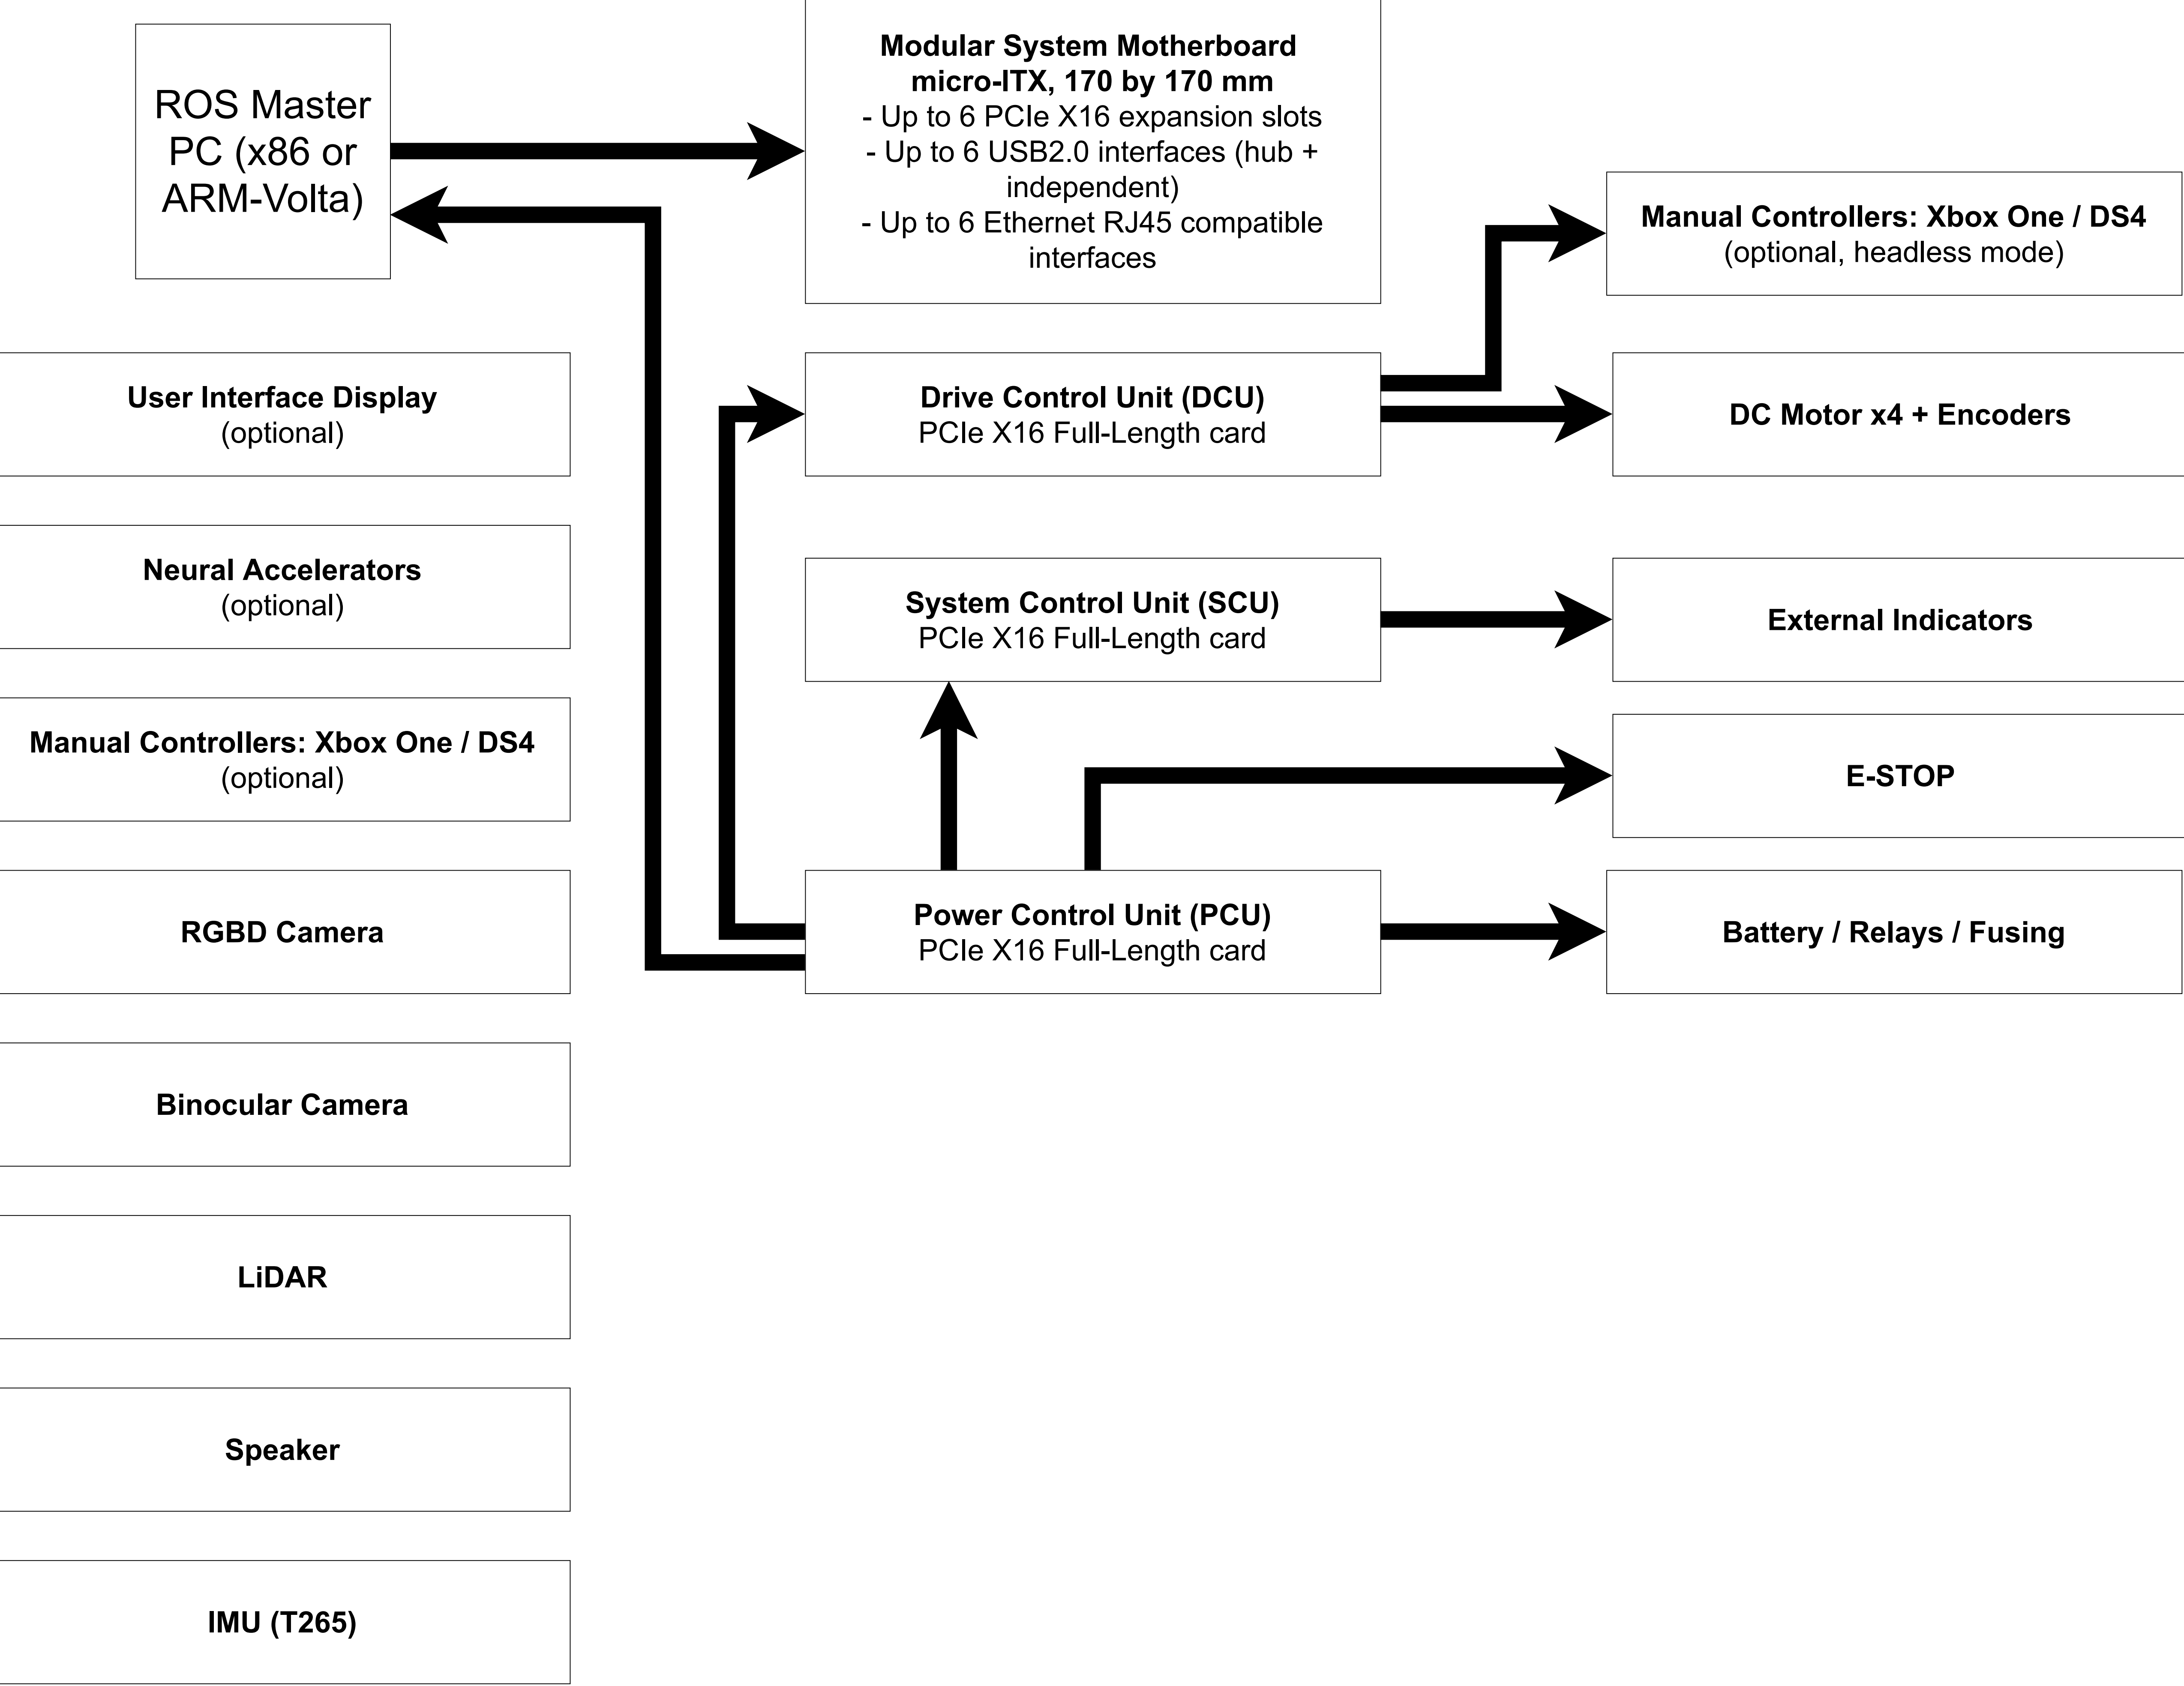 ROS Master
PC (x86 or
ARM-Volta)
Modular System Motherboard
micro-ITX, 170 by 170 mm
- Up to 6 PCIe X16 expansion slots
- Up to 6 USB2.0 interfaces (hub +
independent)
- Up to 6 Ethernet RJ45 compatible
interfaces
Manual Controllers: Xbox One / DS4
(optional, headless mode)
User Interface Display
(optional)
Drive Control Unit (DCU)
PCIe X16 Full-Length card
DC Motor x4 + Encoders
Neural Accelerators
(optional)
System Control Unit (SCU)
PCIe X16 Full-Length card
External Indicators
Manual Controllers: Xbox One / DS4
(optional)
E-STOP
RGBD Camera
Power Control Unit (PCU)
PCIe X16 Full-Length card
Battery / Relays / Fusing
Binocular Camera
LiDAR
Speaker
IMU (T265)